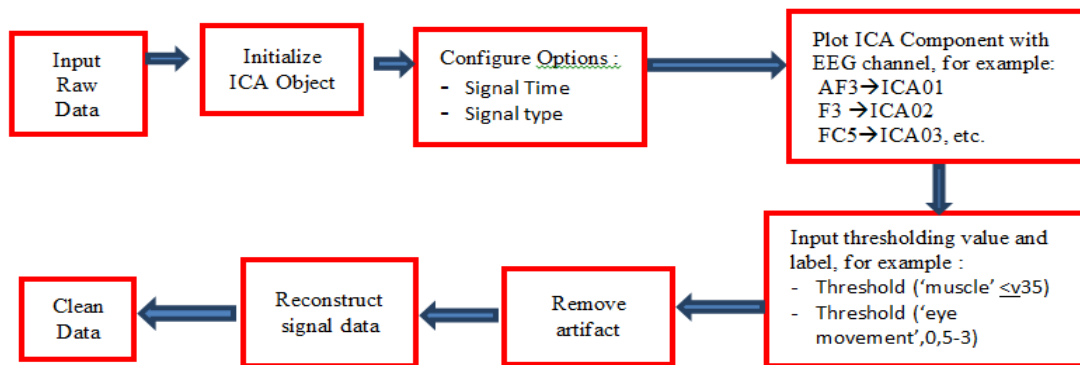 Input
Raw
Data
Initialize
ICA Object
Configure Options :
- Signal Time
- Signal type
Plot ICA Component with
EEG channel, for example:
AF3→ICA01
F3 →ICA02
FC5→ICA03, etc.
Input thresholding value and
label, for example :
- Threshold (‘muscle’ <v35)
- Threshold (‘eye
movement’,0,5-3)
Remove
artifact
Reconstruct
signal data
Clean
Data